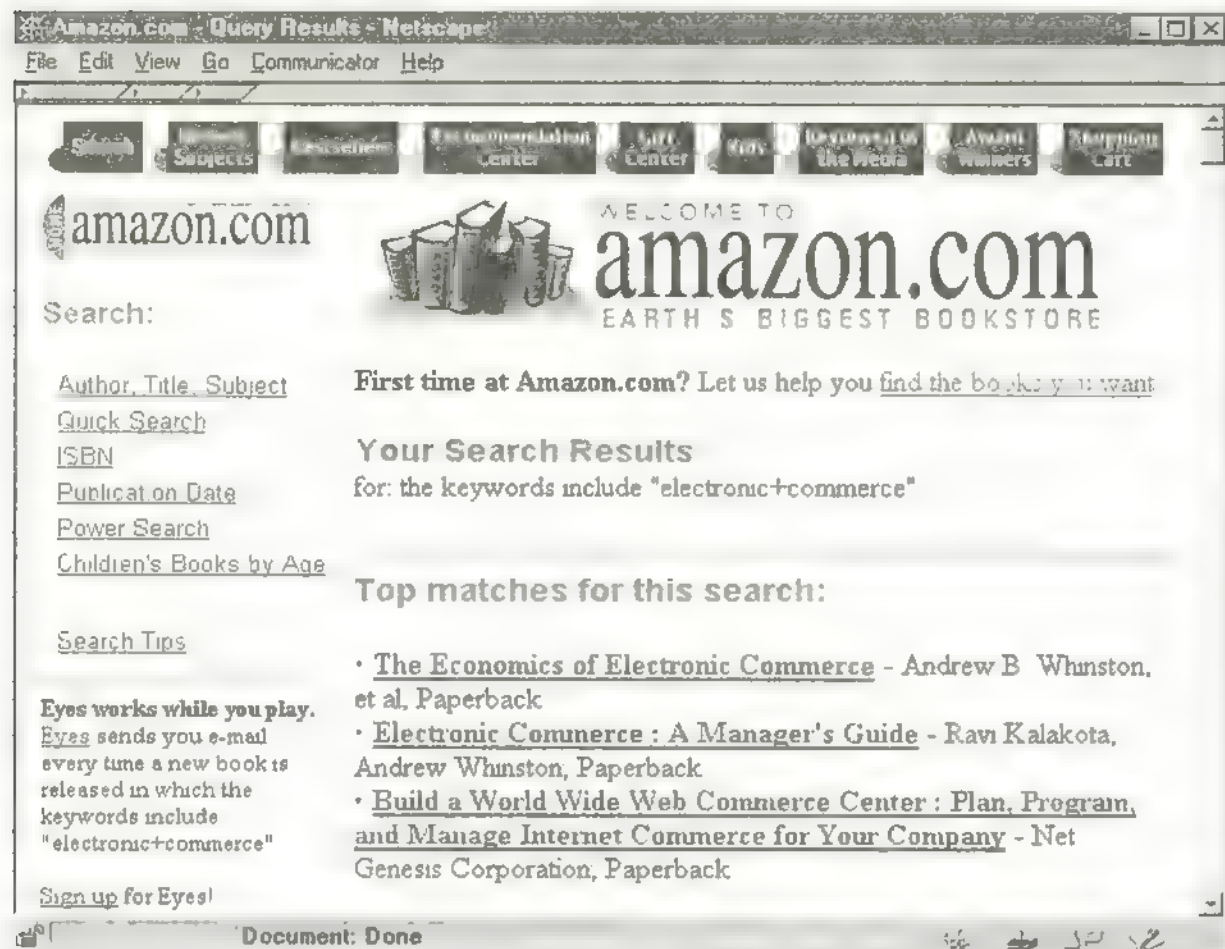 Amazon.com - Query Results - Netscape
File Edit View Go Communicator Help
Subjects
Center
Center
Kids
the Media
Award Winners
Shopping Cart
amazon.com
WELCOME TO
amazon.com
EARTH S BIGGEST BOOKSTORE
Search:
Author, Title, Subject
Quick Search
ISBN
Publication Date
Power Search
Children's Books by Age
Search Tips
Eyes works while you play.
Eyes sends you e-mail
every time a new book is
released in which the
keywords include
"electronic+commerce"
Sign up for Eyes!
First time at Amazon.com? Let us help you find the books you want
Your Search Results
for: the keywords include "electronic+commerce"
Top matches for this search:
· The Economics of Electronic Commerce - Andrew B Whinston,
et al, Paperback
· Electronic Commerce : A Manager's Guide - Ravi Kalakota,
Andrew Whinston, Paperback
· Build a World Wide Web Commerce Center : Plan, Program,
and Manage Internet Commerce for Your Company - Net
Genesis Corporation, Paperback
Document: Done